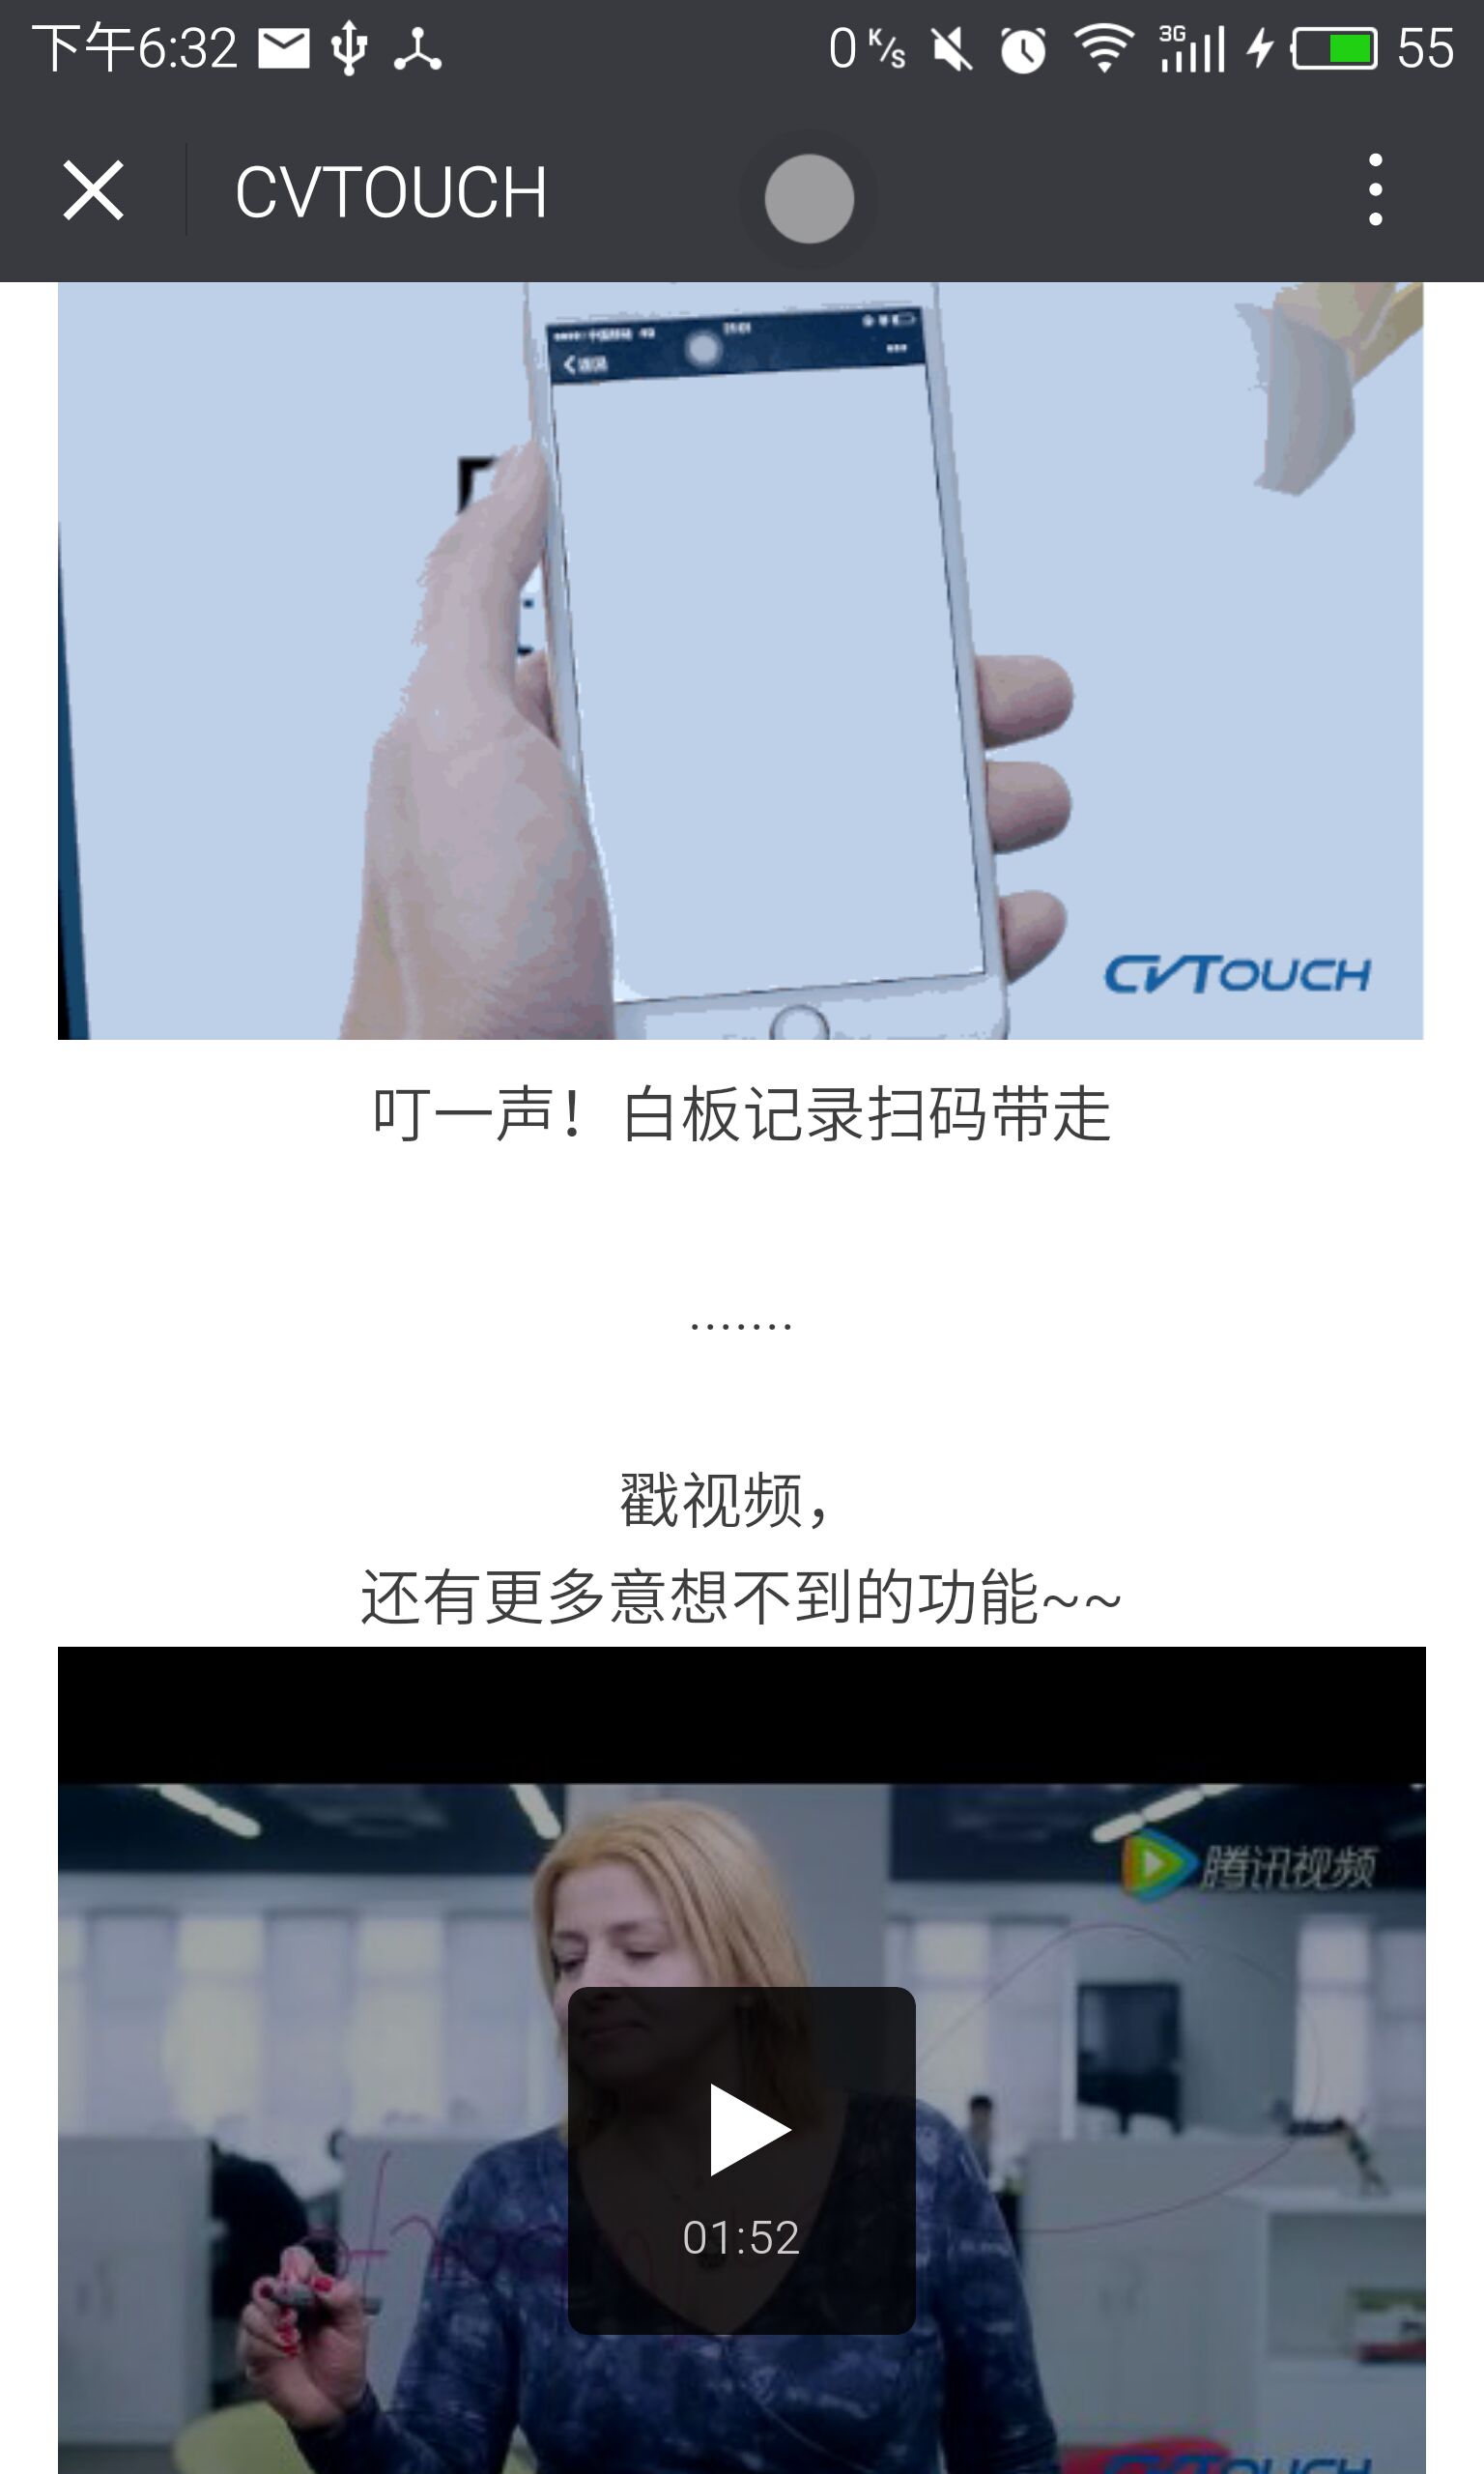 下午6:32
0 K/s
3G
55
CVTOUCH
CVTOUCH
叮一声！白板记录扫码带走
.......
戳视频，
还有更多意想不到的功能~~
腾讯视频
01:52